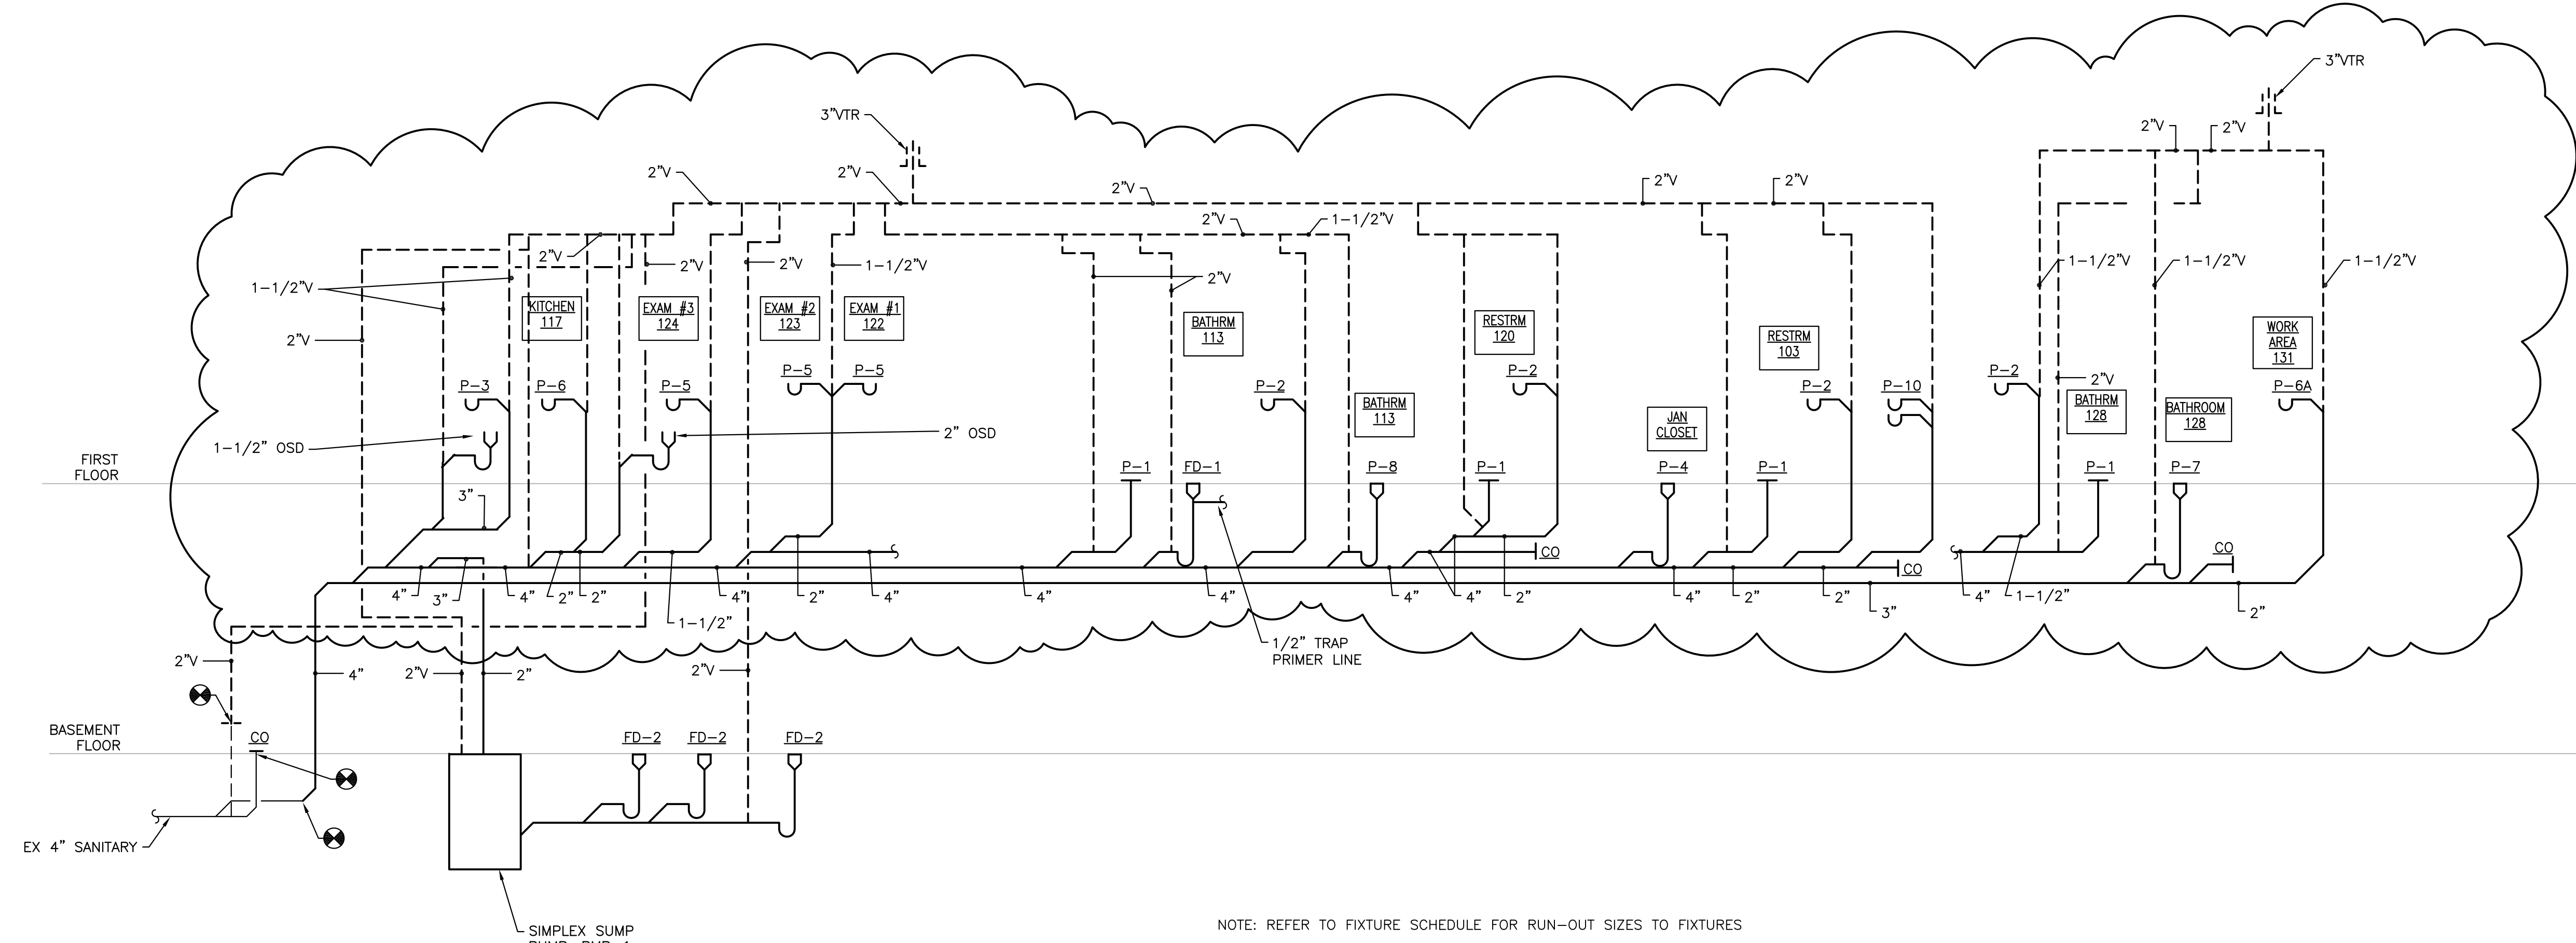 3"VTR
3"VTR
2"V
2"V
2"V
2"V
2"V
2"V
2"V
2"V
1-1/2"V
2"V
2"V
2"V
1-1/2"V
2"V
1-1/2"V
1-1/2"V
1-1/2"V
1-1/2"V
2"V
KITCHEN
117
EXAM #3
124
EXAM #2
123
EXAM #1
122
BATHRM
113
RESTRM
120
RESTRM
103
WORK
AREA
131
P-3
P-6
P-5
P-5
P-5
P-2
P-2
P-2
P-10
P-2
2"V
P-6A
BATHRM
113
JAN
CLOSET
BATHRM
128
BATHROOM
128
1-1/2" OSD
2" OSD
FIRST
FLOOR
P-1
FD-1
P-8
P-1
P-4
P-1
P-1
P-7
3"
CO
CO
CO
4"
3"
4"
2"
2"
4"
2"
4"
4"
4"
4"
4"
2"
4"
2"
2"
3"
4"
1-1/2"
2"
1-1/2"
1/2" TRAP
PRIMER LINE
2"V
4"
2"V
2"
2"V
BASEMENT
FLOOR
CO
FD-2
FD-2
FD-2
EX 4" SANITARY
SIMPLEX SUMP
NOTE: REFER TO FIXTURE SCHEDULE FOR RUN-OUT SIZES TO FIXTURES